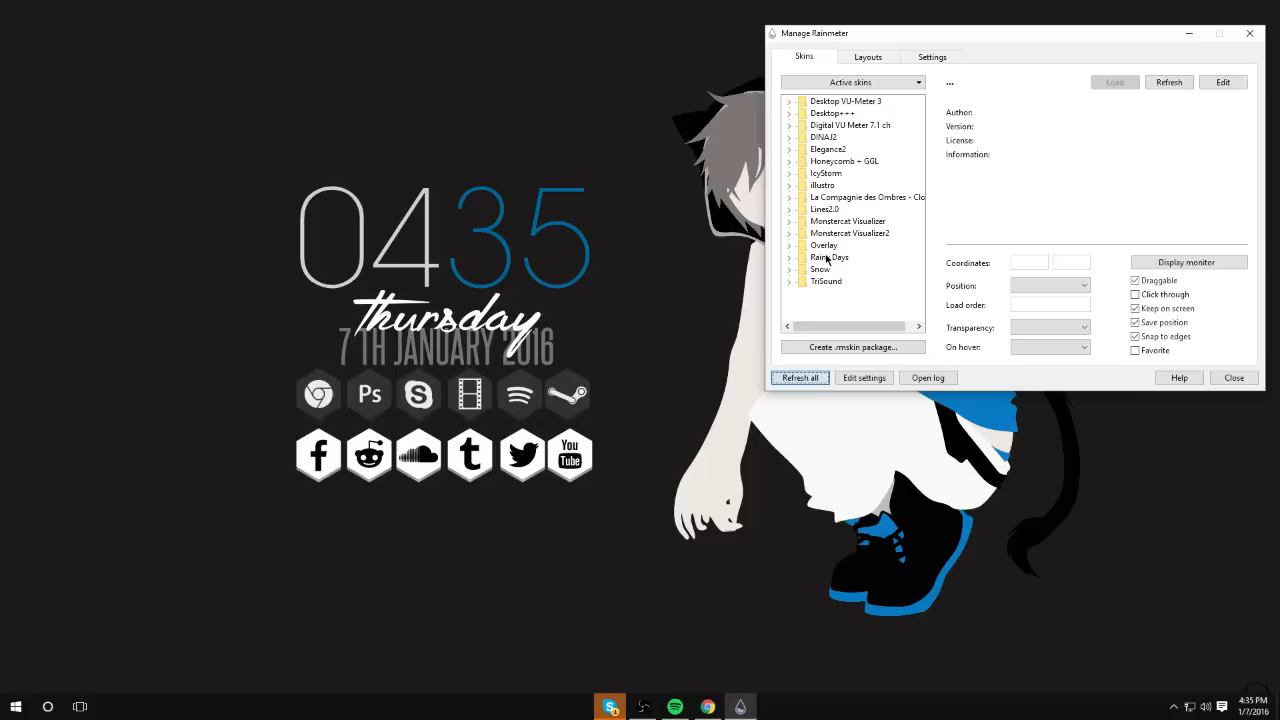 Manage Rainmeter
Skins
Layouts
Settings
Active skins
...
Load
Refresh
Edit
Desktop VU-Meter 3
Desktop+++
Digital VU Meter 7.1 ch
DINAJ2
Elegance2
Honeycomb + GGL
IcyStorm
illustro
La Compagnie des Ombres - Clo
Lines2.0
Monstercat Visualizer
Monstercat Visualizer2
Overlay
Rainy Days
Snow
TriSound
Author:
Version:
License:
Information:
Coordinates:
Display monitor
Position:
Load order:
Transparency:
On hover:
Draggable
Click through
Keep on screen
Save position
Snap to edges
Favorite
Create .rmskin package...
Refresh all
Edit settings
Open log
Help
Close
0435
Thursday
7 TH JANUARY 2016
Ps
You
Tube
4:35 PM
1/7/2016